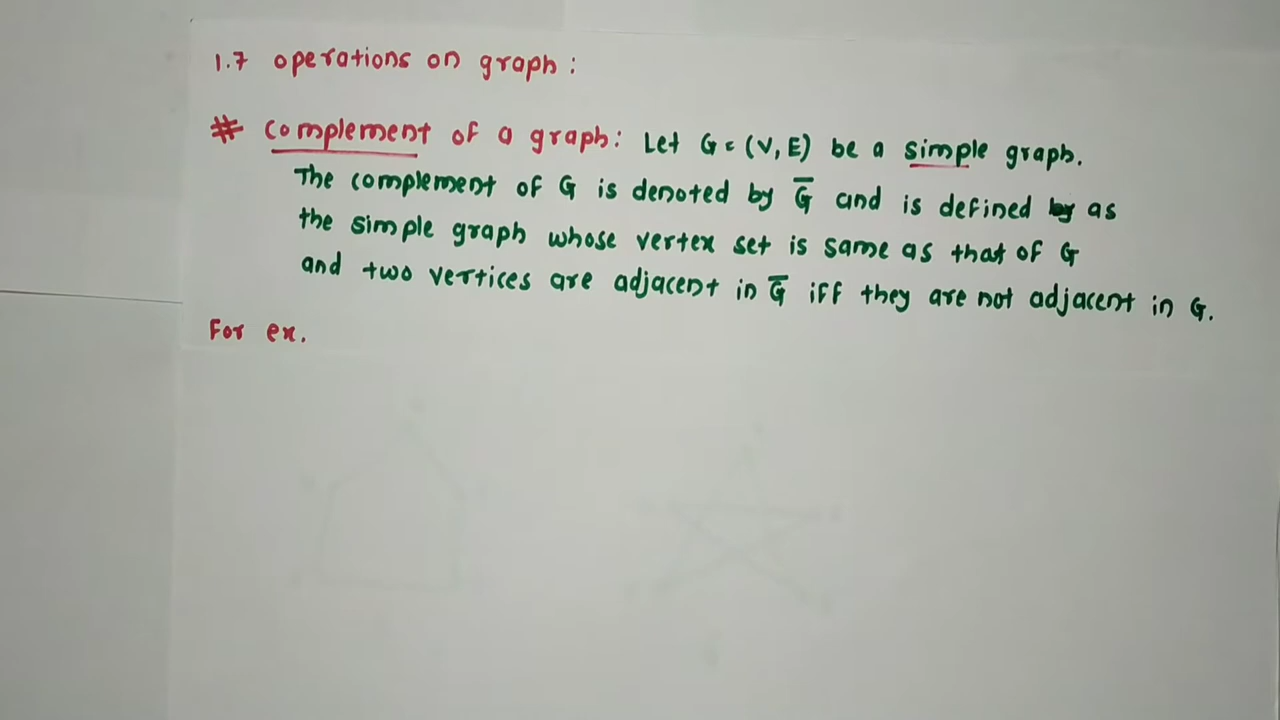 1.7 operations on graph :
# complement of a graph : Let G = (V, E) be a simple graph.
The complement of G is denoted by G̅ and is defined by as
the simple graph whose vertex set is same as that of G
and two vertices are adjacent in G̅ iff they are not adjacent in G.
For ex.